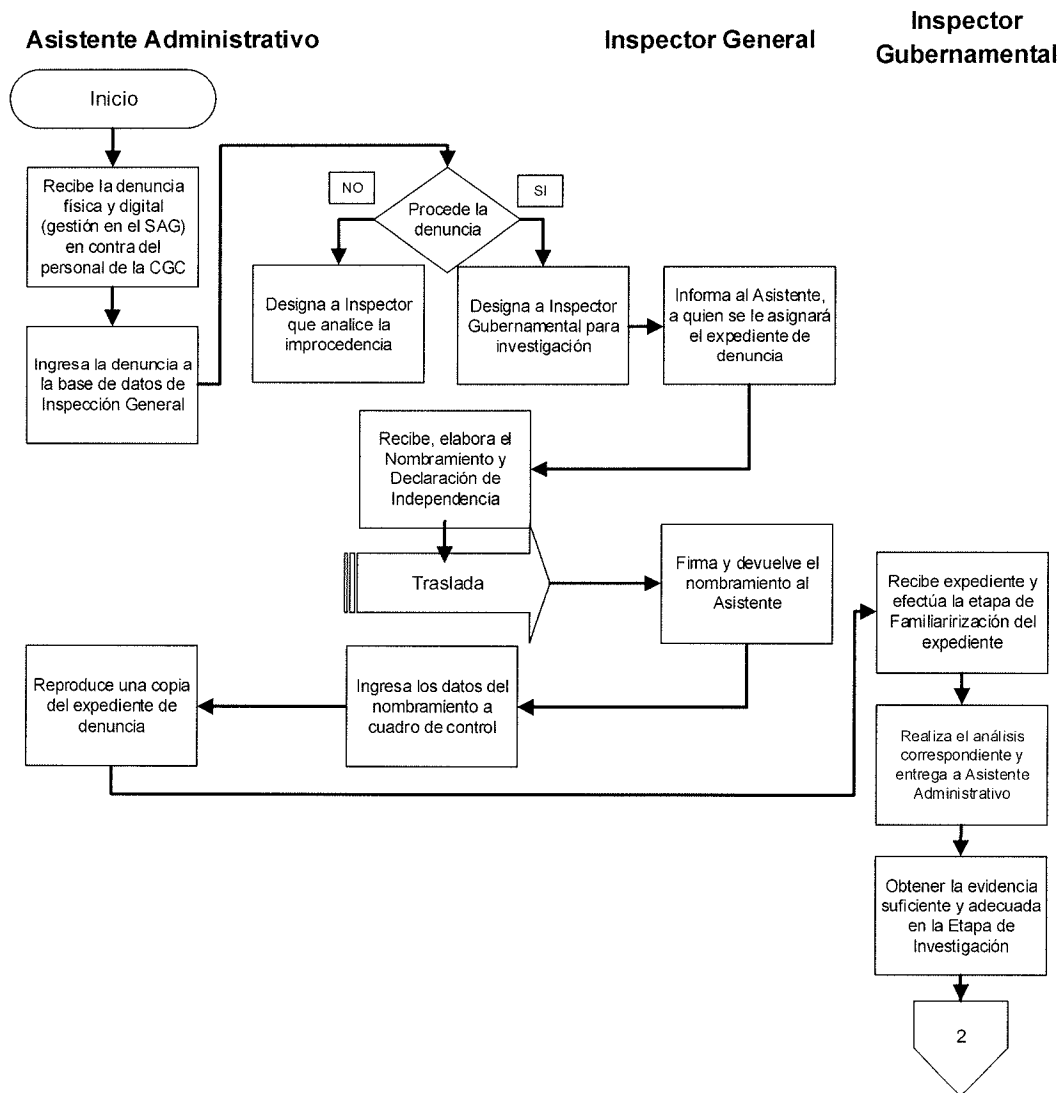 Asistente Administrativo
Inspector General
Inspector
Gubernamental
Inicio
Recibe la denuncia
física y digital
(gestión en el SAG)
en contra del
personal de la CGC
Ingresa la denuncia a
la base de datos de
Inspección General
NO
Procede la
denuncia
SI
Designa a Inspector
que analice la
improcedencia
Designa a Inspector
Gubernamental para
investigación
Informa al Asistente,
a quien se le asignará
el expediente de
denuncia
Recibe, elabora el
Nombramiento y
Declaración de
Independencia
Traslada
Firma y devuelve el
nombramiento al
Asistente
Ingresa los datos del
nombramiento a
cuadro de control
Reproduce una copia
del expediente de
denuncia
Recibe expediente y
efectúa la etapa de
Familiarirización del
expediente
Realiza el análisis
correspondiente y
entrega a Asistente
Administrativo
Obtener la evidencia
suficiente y adecuada
en la Etapa de
Investigación
2